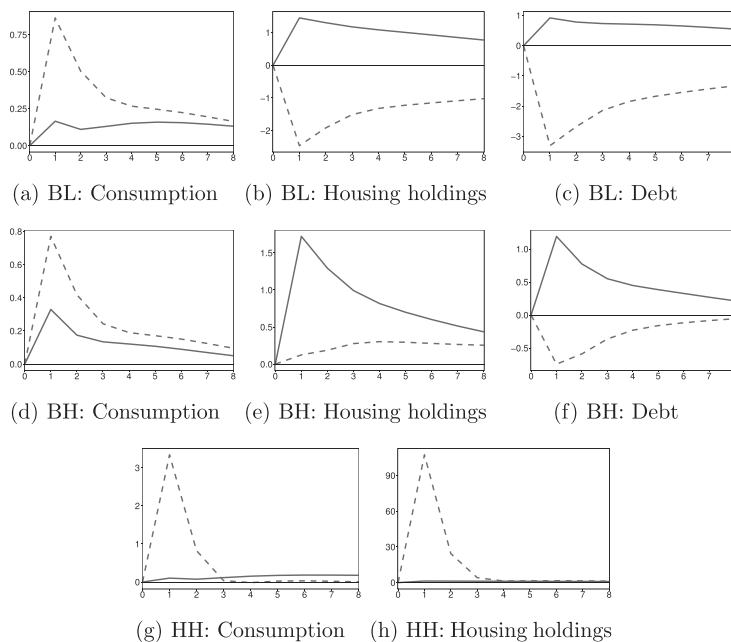 0.75
0.50
0.25
0.00
0 1 2 3 4 5 6 7 8
1
0
−1
−2
0 1 2 3 4 5 6 7 8
1
0
−1
−2
−3
0 1 2 3 4 5 6 7 8
(a) BL: Consumption
(b) BL: Housing holdings
(c) BL: Debt
0.8
0.6
0.4
0.2
0.0
0 1 2 3 4 5 6 7 8
1.5
1.0
0.5
0.0
0 1 2 3 4 5 6 7 8
1.0
0.5
0.0
−0.5
0 1 2 3 4 5 6 7 8
(d) BH: Consumption
(e) BH: Housing holdings
(f) BH: Debt
3
2
1
0
0 1 2 3 4 5 6 7 8
90
60
30
0
0 1 2 3 4 5 6 7 8
(g) HH: Consumption
(h) HH: Housing holdings